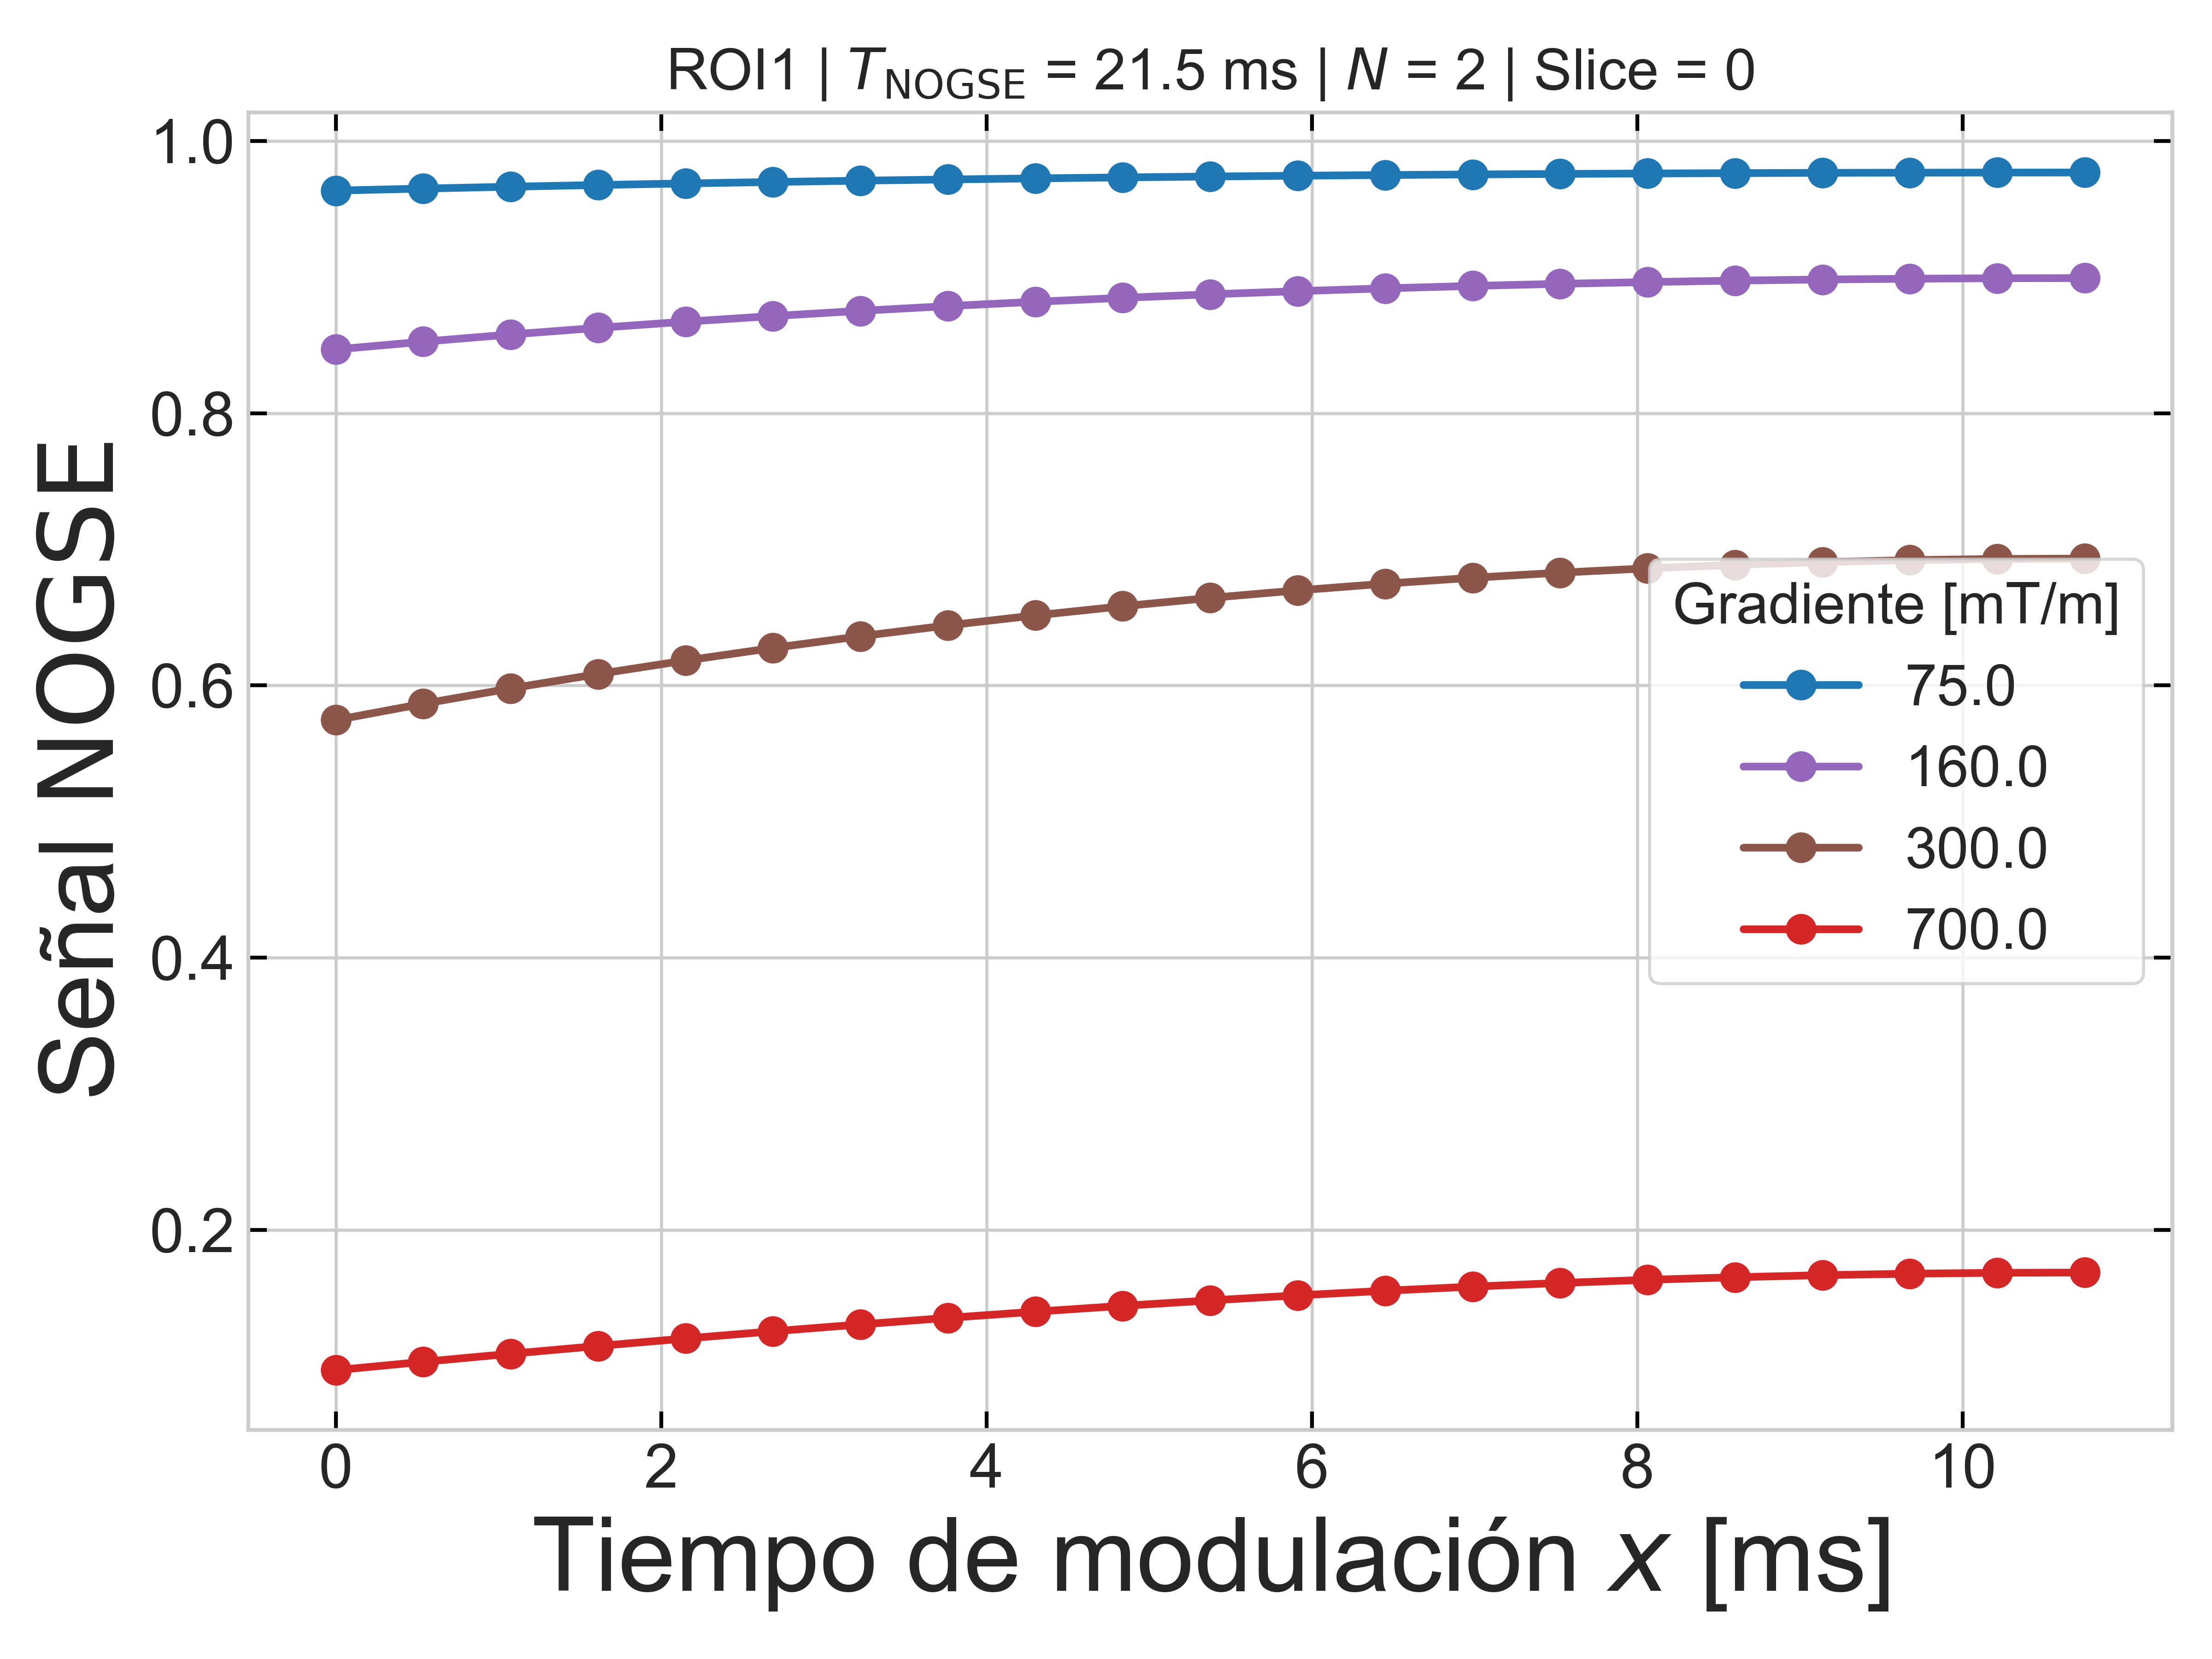 ROI1 | T_NOGSE = 21.5 ms | N = 2 | Slice = 0
Señal NOGSE
1.0
0.8
0.6
0.4
0.2
Gradiente [mT/m]
75.0
160.0
300.0
700.0
0 2 4 6 8 10
Tiempo de modulación x [ms]